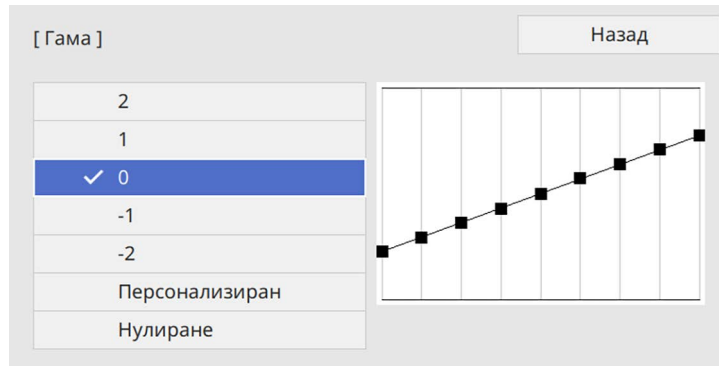 [ Гама ]
Назад
2
1
0
-1
-2
Персонализиран
Нулиране